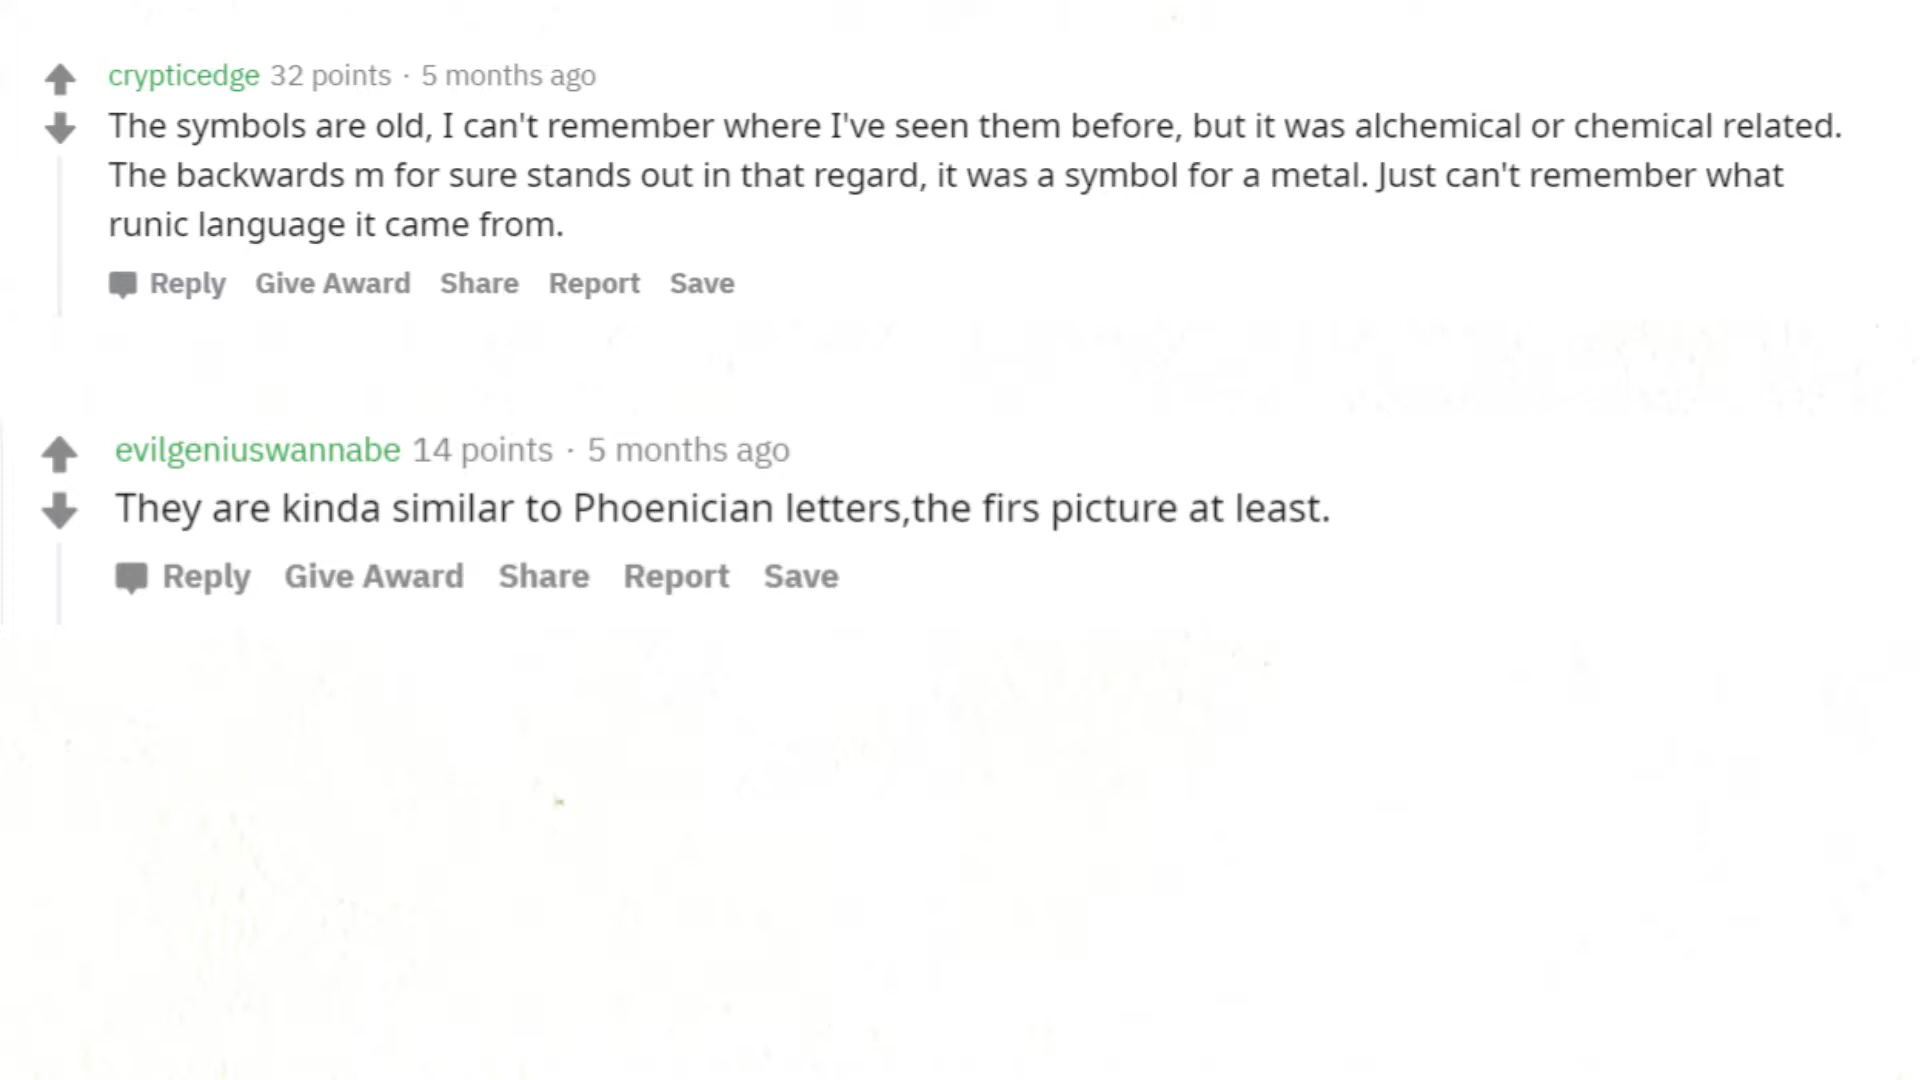 crypticedge 32 points · 5 months ago
The symbols are old, I can't remember where I've seen them before, but it was alchemical or chemical related.
The backwards m for sure stands out in that regard, it was a symbol for a metal. Just can't remember what
runic language it came from.
Reply Give Award Share Report Save
evilgeniuswannabe 14 points · 5 months ago
They are kinda similar to Phoenician letters,the firs picture at least.
Reply Give Award Share Report Save